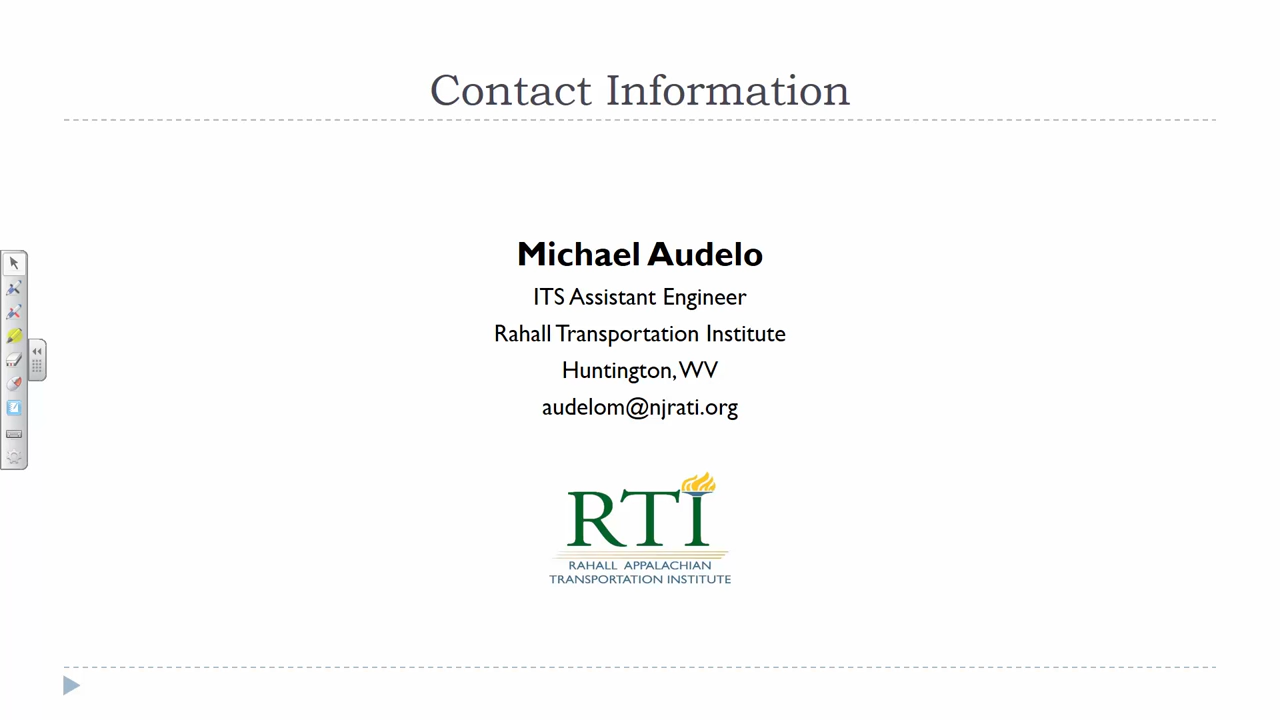 Contact Information
Michael Audelo
ITS Assistant Engineer
Rahall Transportation Institute
Huntington, WV
audelom@njrati.org
RTI
RAHALL APPALACHIAN
TRANSPORTATION INSTITUTE